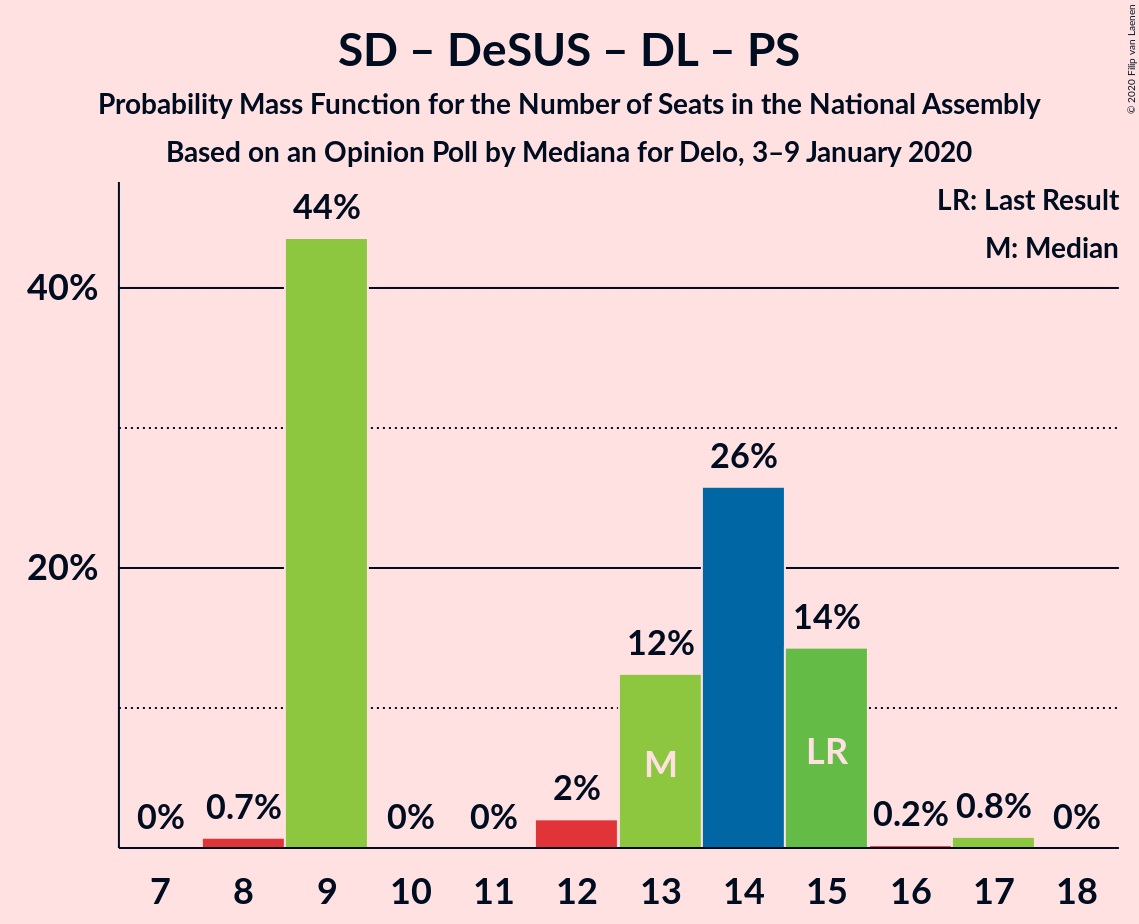 SD – DeSUS – DL – PS
Probability Mass Function for the Number of Seats in the National Assembly
Based on an Opinion Poll by Mediana for Delo, 3–9 January 2020
© 2020 Filip van Laenen
LR: Last Result
M: Median
40%
20%
0%
0.7%
44%
0%
0%
2%
12%
26%
14%
0.2%
0.8%
0%
M
LR
7 8 9 10 11 12 13 14 15 16 17 18